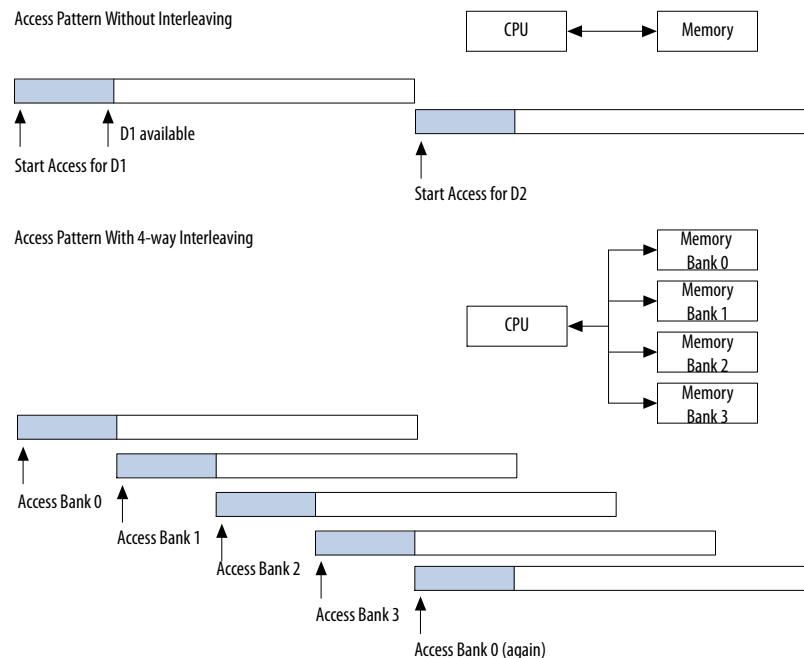 Access Pattern Without Interleaving
CPU
Memory
D1 available
Start Access for D1
Start Access for D2
Access Pattern With 4-way Interleaving
Memory
Bank 0
Memory
Bank 1
CPU
Memory
Bank 2
Memory
Bank 3
Access Bank 0
Access Bank 1
Access Bank 2
Access Bank 3
Access Bank 0 (again)